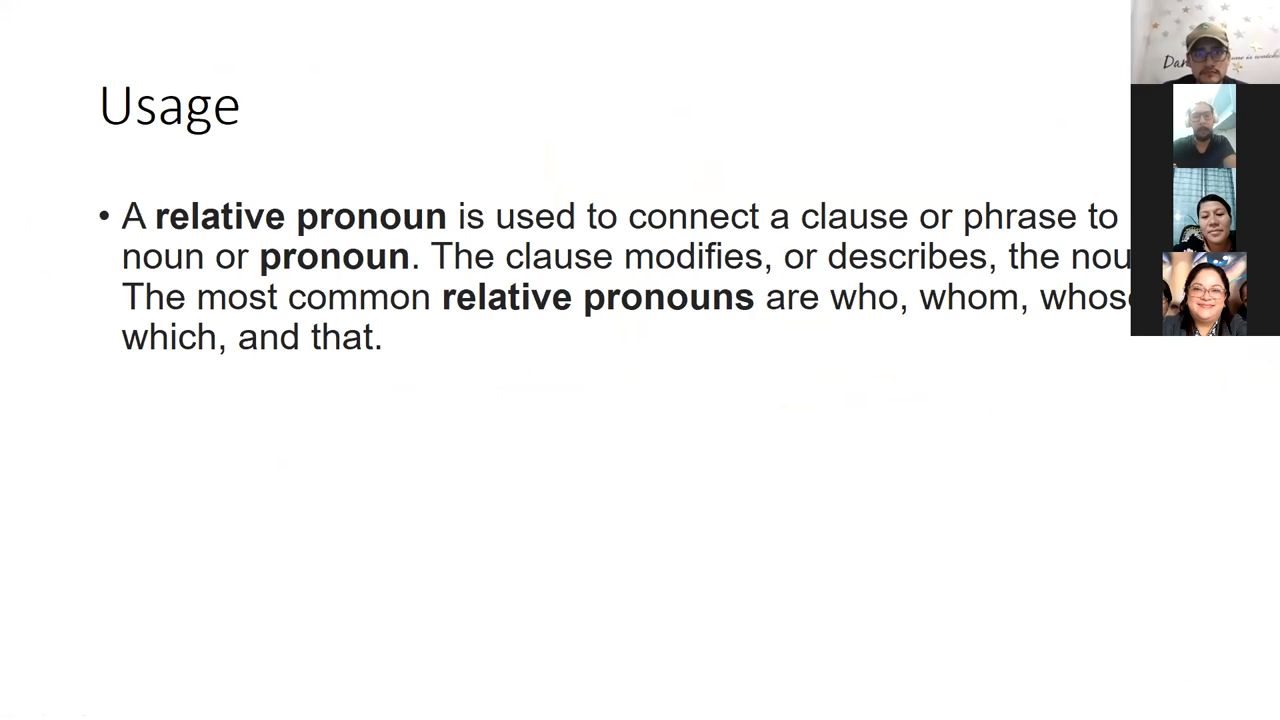 Usage
• A relative pronoun is used to connect a clause or phrase to
noun or pronoun. The clause modifies, or describes, the
The most common relative pronouns are who, whom, whose
which, and that.